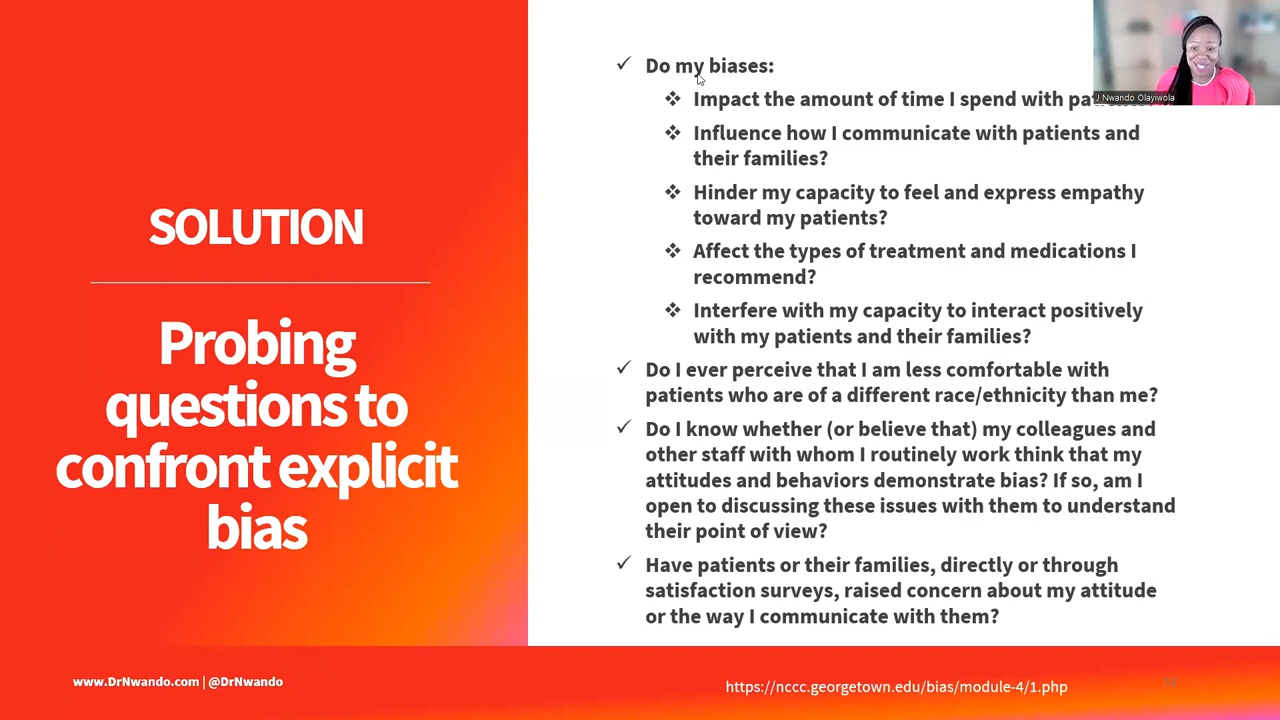 SOLUTION
Probing
questions to
confront explicit
bias
Do my biases:
Impact the amount of time I spend with
Influence how I communicate with patients and
their families?
Hinder my capacity to feel and express empathy
toward my patients?
Affect the types of treatment and medications I
recommend?
Interfere with my capacity to interact positively
with my patients and their families?
Do I ever perceive that I am less comfortable with
patients who are of a different race/ethnicity than me?
Do I know whether (or believe that) my colleagues and
other staff with whom I routinely work think that my
attitudes and behaviors demonstrate bias? If so, am I
open to discussing these issues with them to understand
their point of view?
Have patients or their families, directly or through
satisfaction surveys, raised concern about my attitude
or the way I communicate with them?
J Nwando Olayiwola
www.DrNwando.com | @DrNwando
https://nccc.georgetown.edu/bias/module-4/1.php